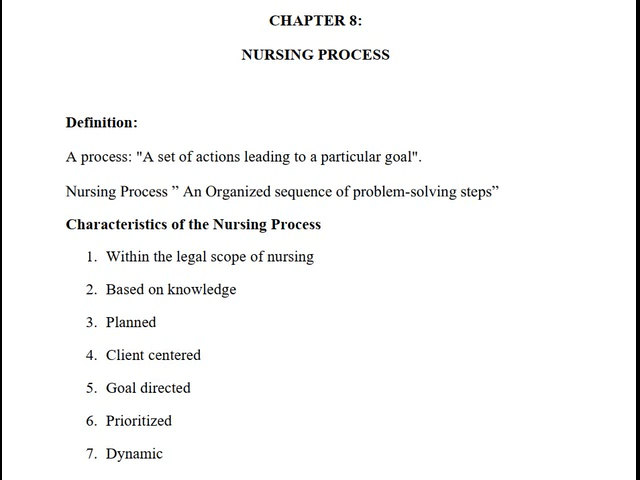 CHAPTER 8:
NURSING PROCESS
Definition:
A process: "A set of actions leading to a particular goal".
Nursing Process ” An Organized sequence of problem-solving steps”
Characteristics of the Nursing Process
1. Within the legal scope of nursing
2. Based on knowledge
3. Planned
4. Client centered
5. Goal directed
6. Prioritized
7. Dynamic